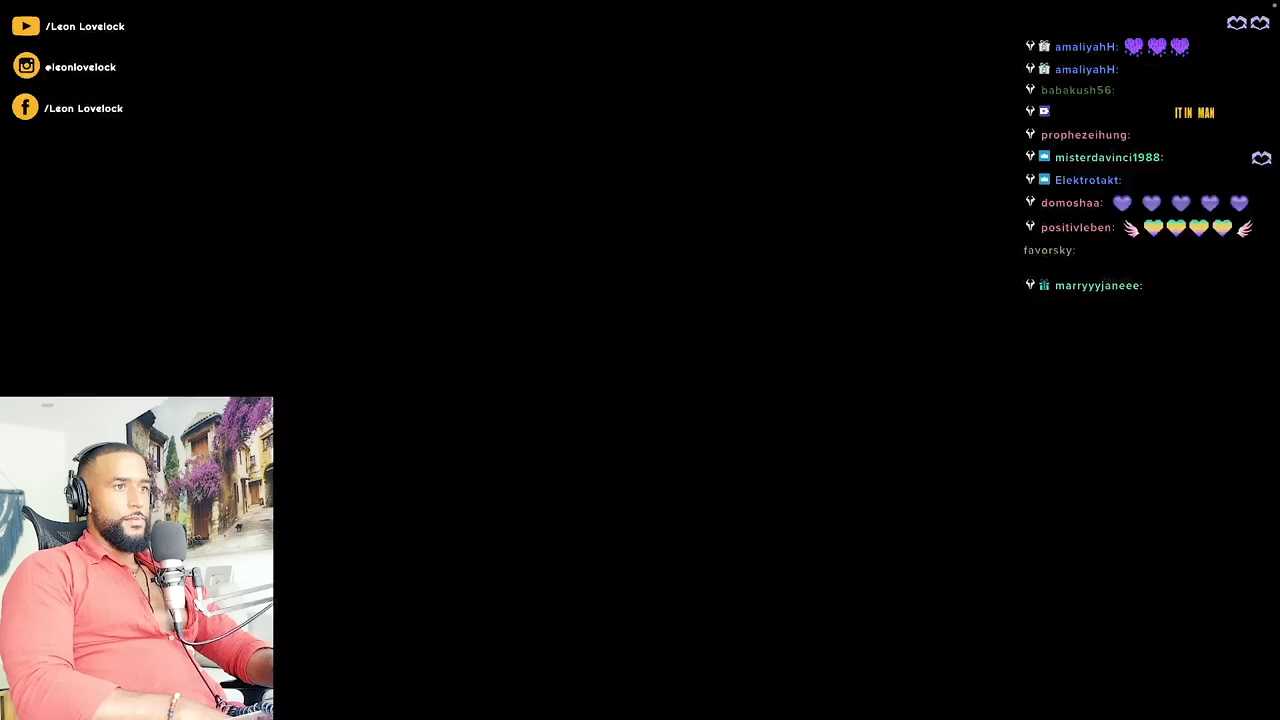 /Leon Lovelock
@leonlovelock
/Leon Lovelock
amaliyahH:
amaliyahH:
babakush56:
IT IN MAN
prophezeihung:
misterdavinci1988:
Elektrotakt:
domoshaa:
positivleben:
favorsky:
marryyyjaneee: